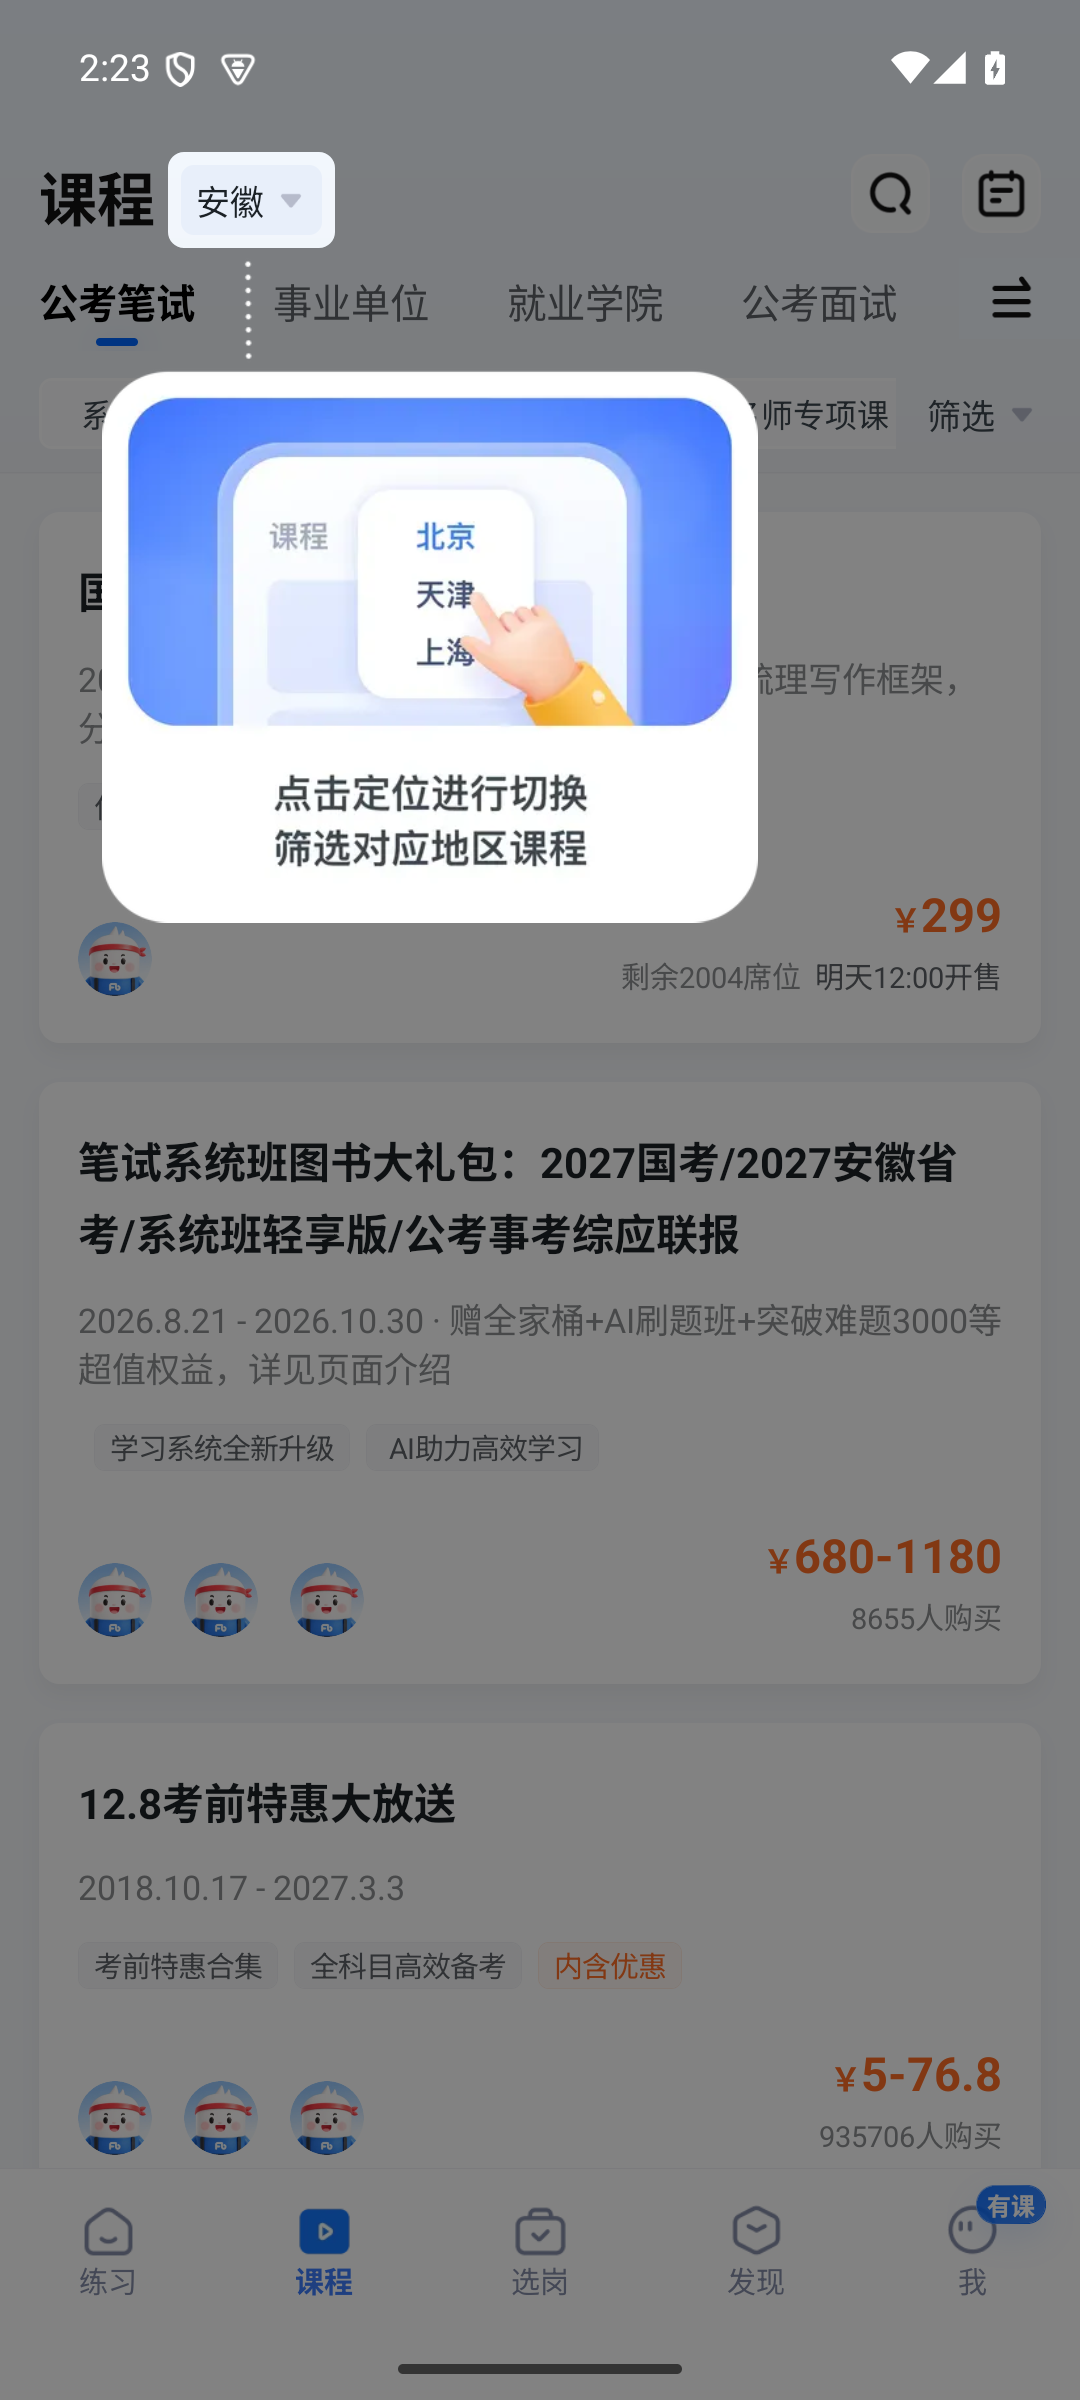 2:23
课程
安徽
公考笔试
事业单位
就业学院
公考面试
系
师专项课
筛选
课程
北京
天津
上海
点击定位进行切换
筛选对应地区课程
理写作框架，
¥299
剩余2004席位 明天12:00开售
笔试系统班图书大礼包：2027国考/2027安徽省
考/系统班轻享版/公考事考综应联报
2026.8.21 - 2026.10.30 · 赠全家桶+AI刷题班+突破难题3000等
超值权益，详见页面介绍
学习系统全新升级
AI助力高效学习
¥680-1180
8655人购买
12.8考前特惠大放送
2018.10.17 - 2027.3.3
考前特惠合集
全科目高效备考
内含优惠
¥5-76.8
935706人购买
练习
课程
选岗
发现
有课
我